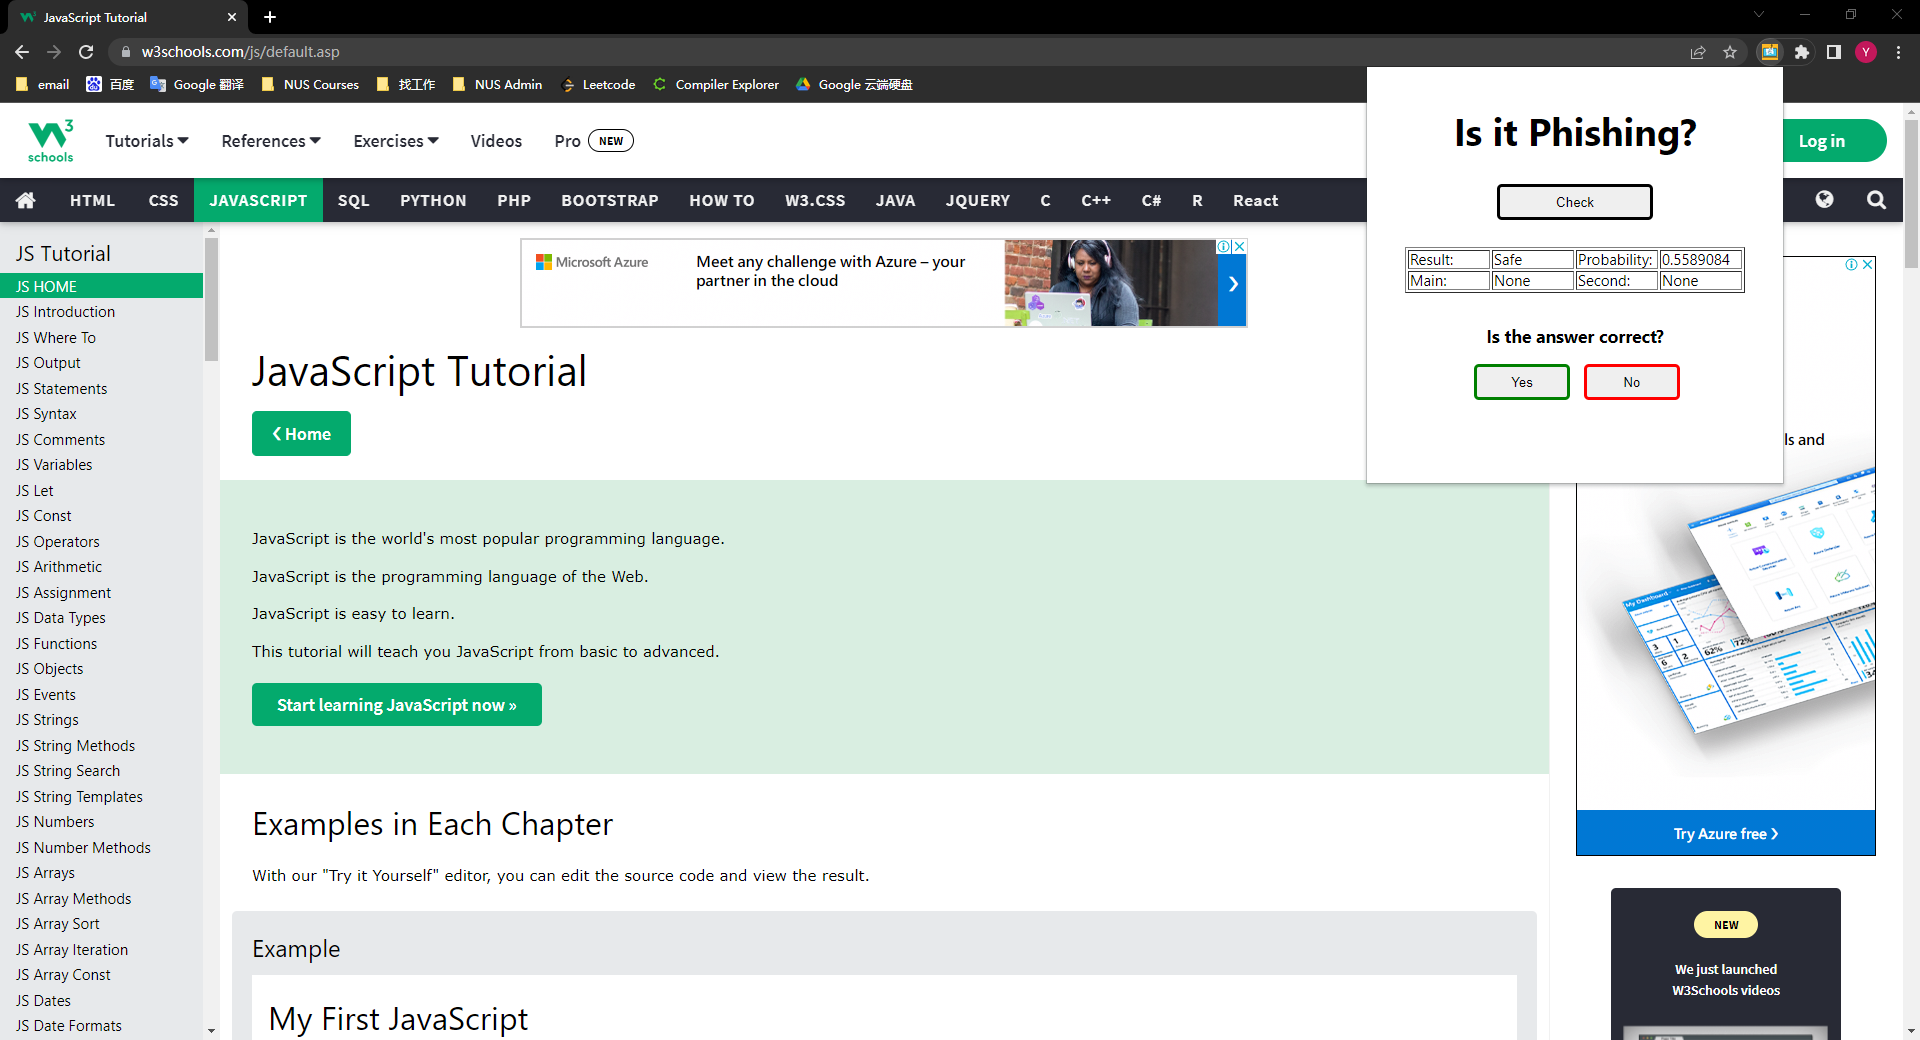 JavaScript Tutorial
w3schools.com/js/default.asp
Y
email 百度 Google 翻译 NUS Courses 找工作 NUS Admin Leetcode Compiler Explorer Google 云端硬盘
W3 schools
Tutorials References Exercises Videos Pro NEW
Log in
HTML CSS JAVASCRIPT SQL PYTHON PHP BOOTSTRAP HOW TO W3.CSS JAVA JQUERY C C++ C# R React
Is it Phishing?
Check
Result: Safe Probability: 0.5589084
Main: None Second: None
Is the answer correct?
Yes No
JS Tutorial
JS HOME
JS Introduction
JS Where To
JS Output
JS Statements
JS Syntax
JS Comments
JS Variables
JS Let
JS Const
JS Operators
JS Arithmetic
JS Assignment
JS Data Types
JS Functions
JS Objects
JS Events
JS Strings
JS String Methods
JS String Search
JS String Templates
JS Numbers
JS Number Methods
JS Arrays
JS Array Methods
JS Array Sort
JS Array Iteration
JS Array Const
JS Dates
JS Date Formats
Microsoft Azure
Meet any challenge with Azure – your
partner in the cloud
JavaScript Tutorial
❮ Home
JavaScript is the world's most popular programming language.
JavaScript is the programming language of the Web.
JavaScript is easy to learn.
This tutorial will teach you JavaScript from basic to advanced.
Start learning JavaScript now »
Examples in Each Chapter
With our "Try it Yourself" editor, you can edit the source code and view the result.
Example
My First JavaScript
ls and
My Dashboard
62% 72%
Try Azure free ❯
NEW
We just launched
W3Schools videos